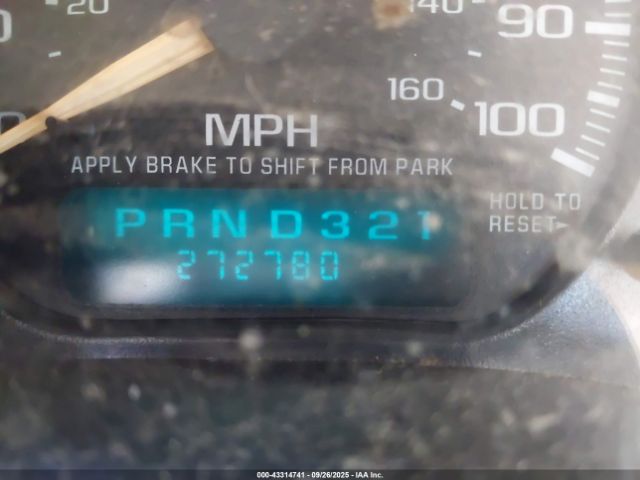 20
140
90
160
100
MPH
APPLY BRAKE TO SHIFT FROM PARK
HOLD TO
RESET
PRND321
272780
000-43314741 - 09/26/2025 - IAA Inc.